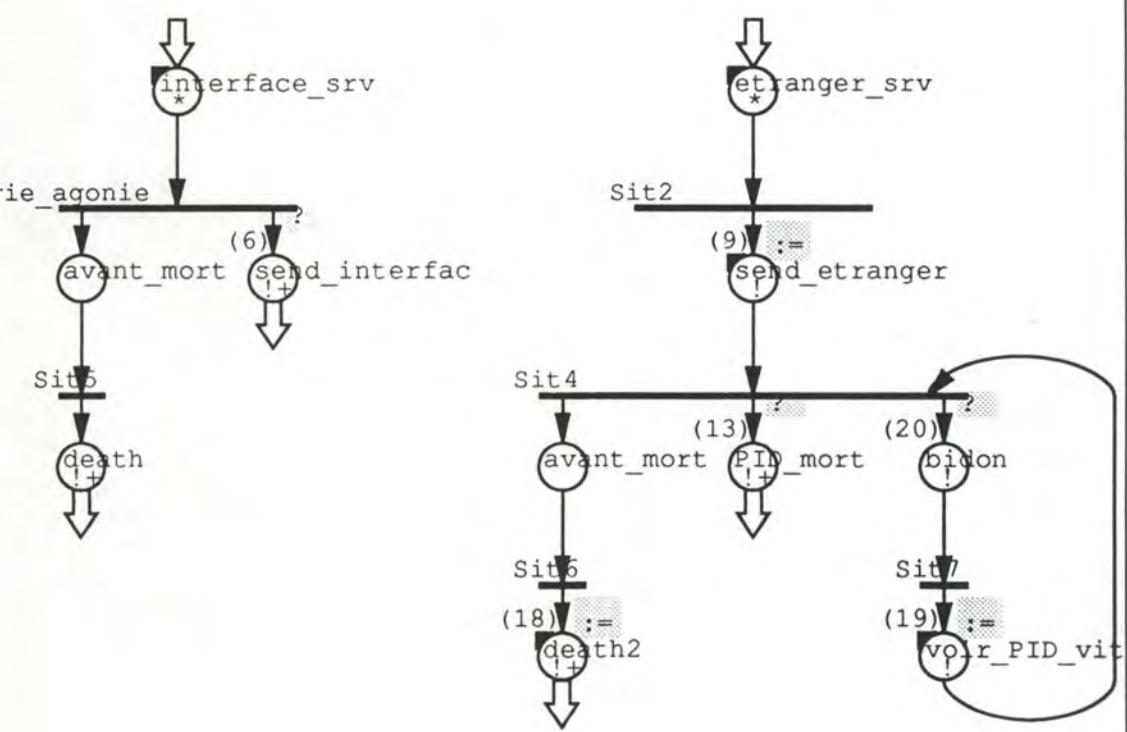 interface_srv
etranger_srv
*
*
rie_agonie
Sit2
?
(6)
(9)
:=
avant_mort
send_interfac
send_etranger
!+
!
Sit5
Sit4
?
?
(13)
(20)
death
avant_mort
PID_mort
bidon
!+
!+
!
Sit6
Sit7
(18)
:=
(19)
:=
death2
voir_PID_vit
!+
!